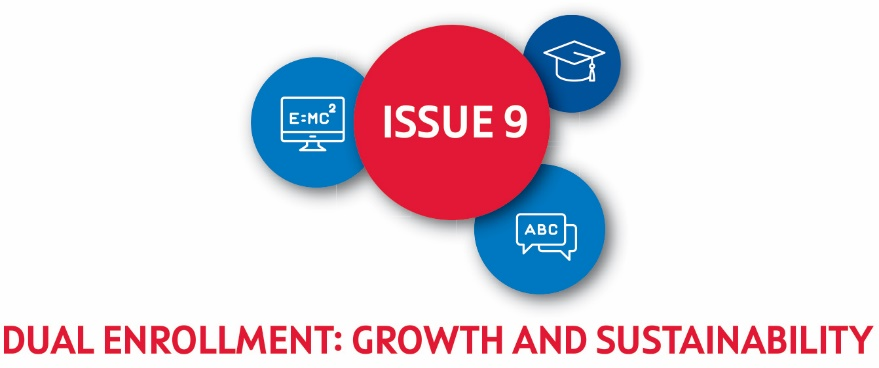 E=MC²
ISSUE 9
ABC
DUAL ENROLLMENT: GROWTH AND SUSTAINABILITY